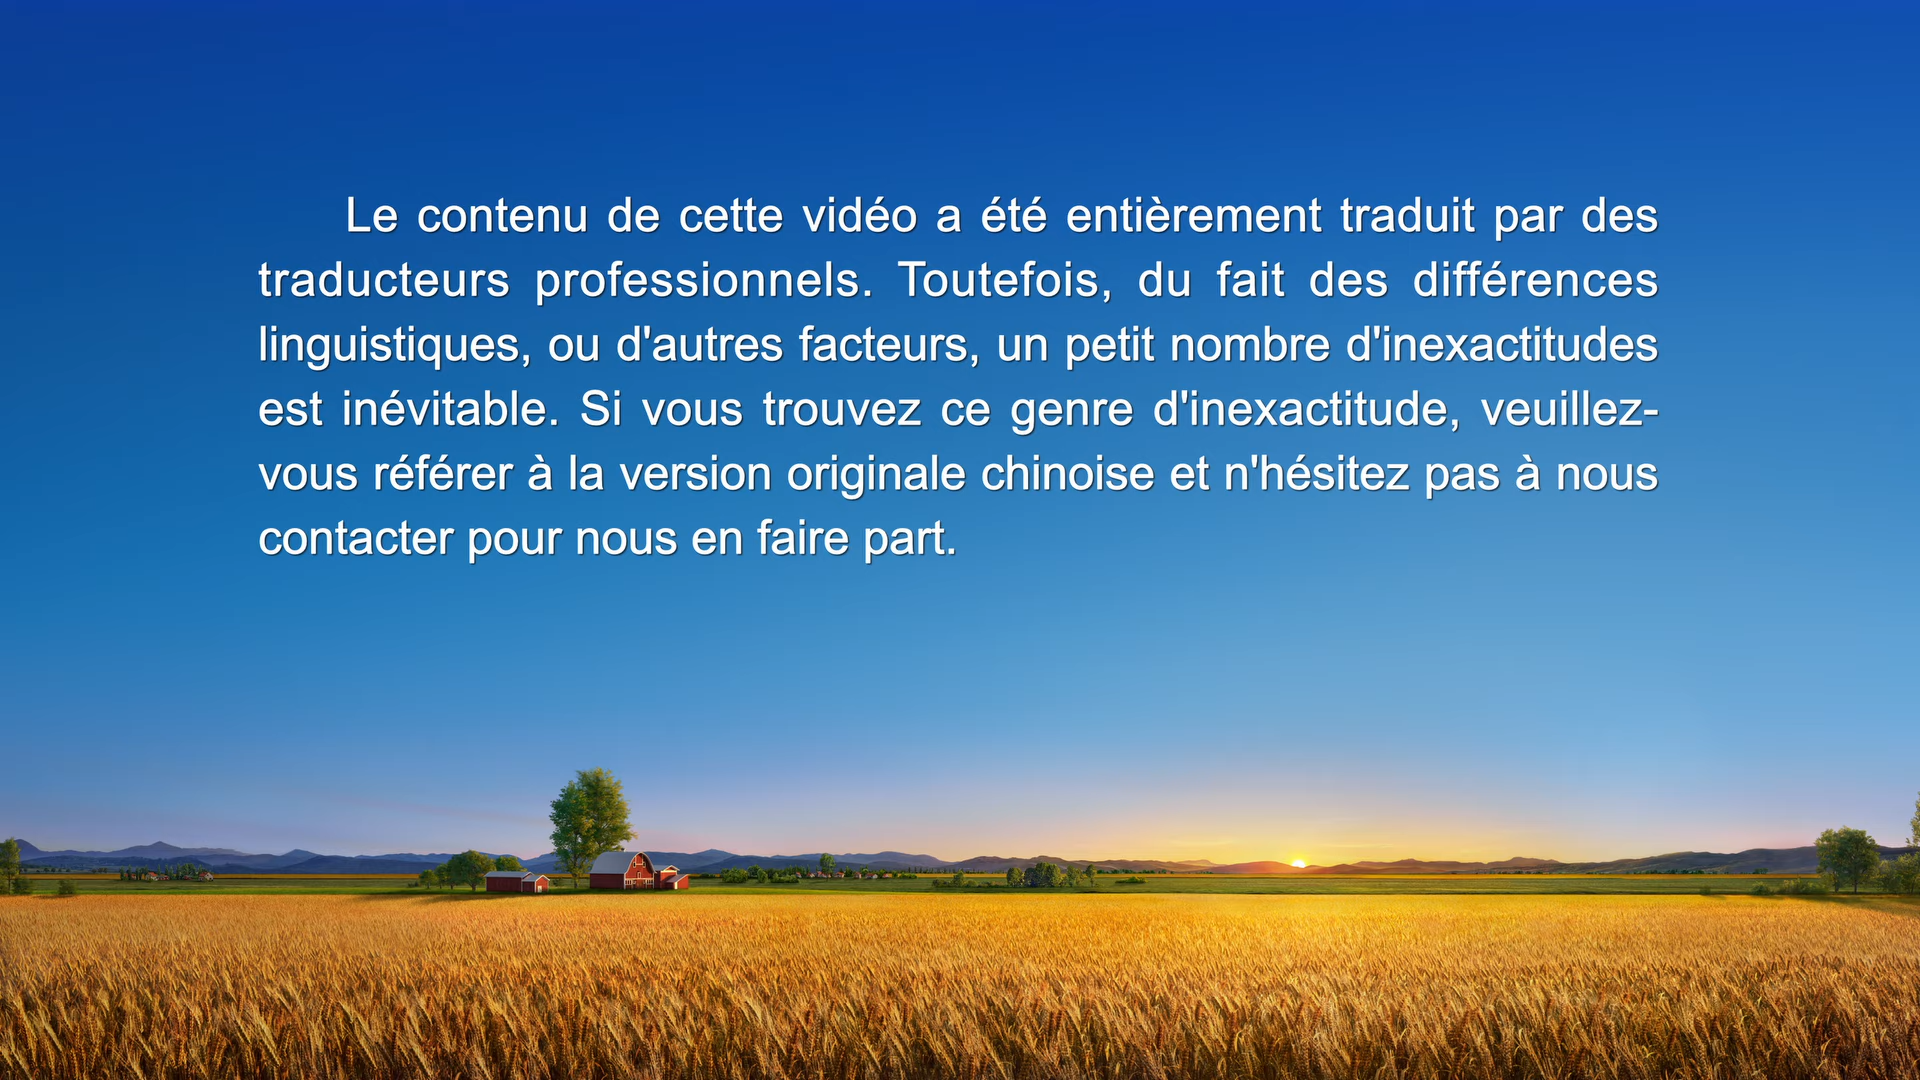 Le contenu de cette vidéo a été entièrement traduit par des
traducteurs professionnels. Toutefois, du fait des différences
linguistiques, ou d'autres facteurs, un petit nombre d'inexactitudes
est inévitable. Si vous trouvez ce genre d'inexactitude, veuillez-
vous référer à la version originale chinoise et n'hésitez pas à nous
contacter pour nous en faire part.